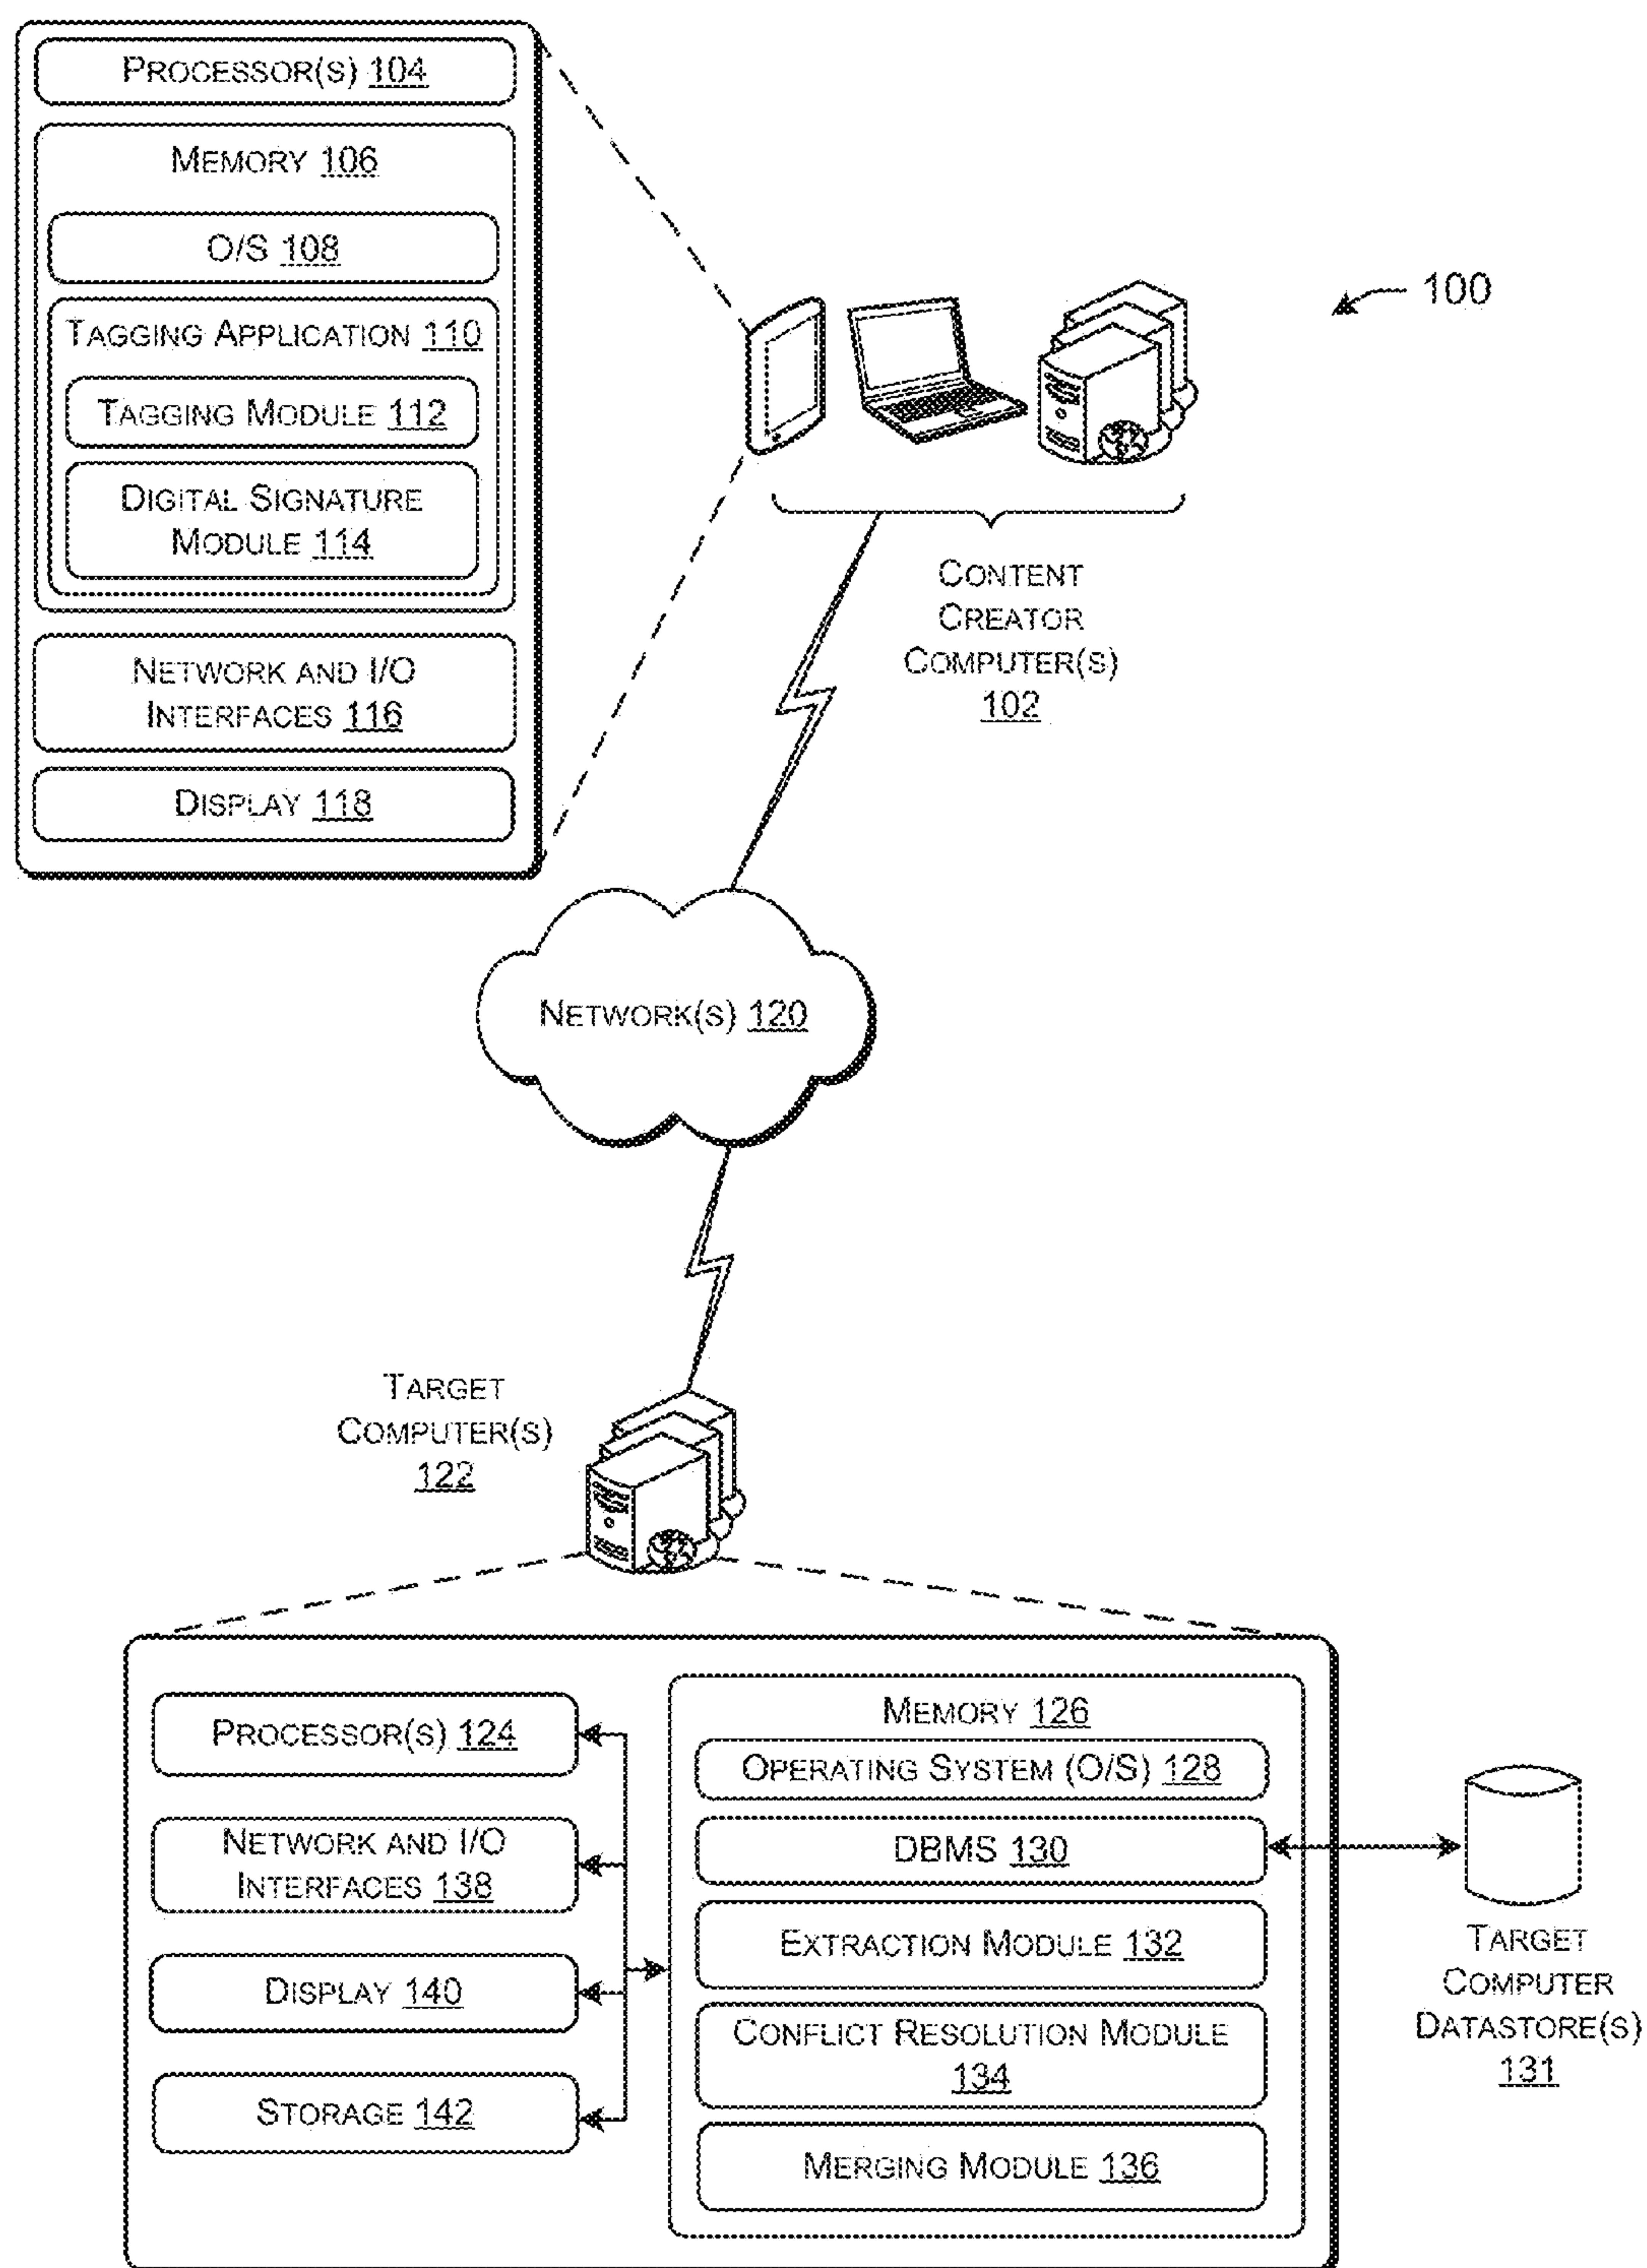 PROCESSOR(S) 104
MEMORY 106
O/S 108
TAGGING APPLICATION 110
TAGGING MODULE 112
DIGITAL SIGNATURE
MODULE 114
NETWORK AND I/O
INTERFACES 116
DISPLAY 118
100
CONTENT
CREATOR
COMPUTER(S)
102
NETWORK(S) 120
TARGET
COMPUTER(S)
122
PROCESSOR(S) 124
NETWORK AND I/O
INTERFACES 138
DISPLAY 140
STORAGE 142
MEMORY 126
OPERATING SYSTEM (O/S) 128
DBMS 130
EXTRACTION MODULE 132
CONFLICT RESOLUTION MODULE
134
MERGING MODULE 136
TARGET
COMPUTER
DATASTORE(S)
131